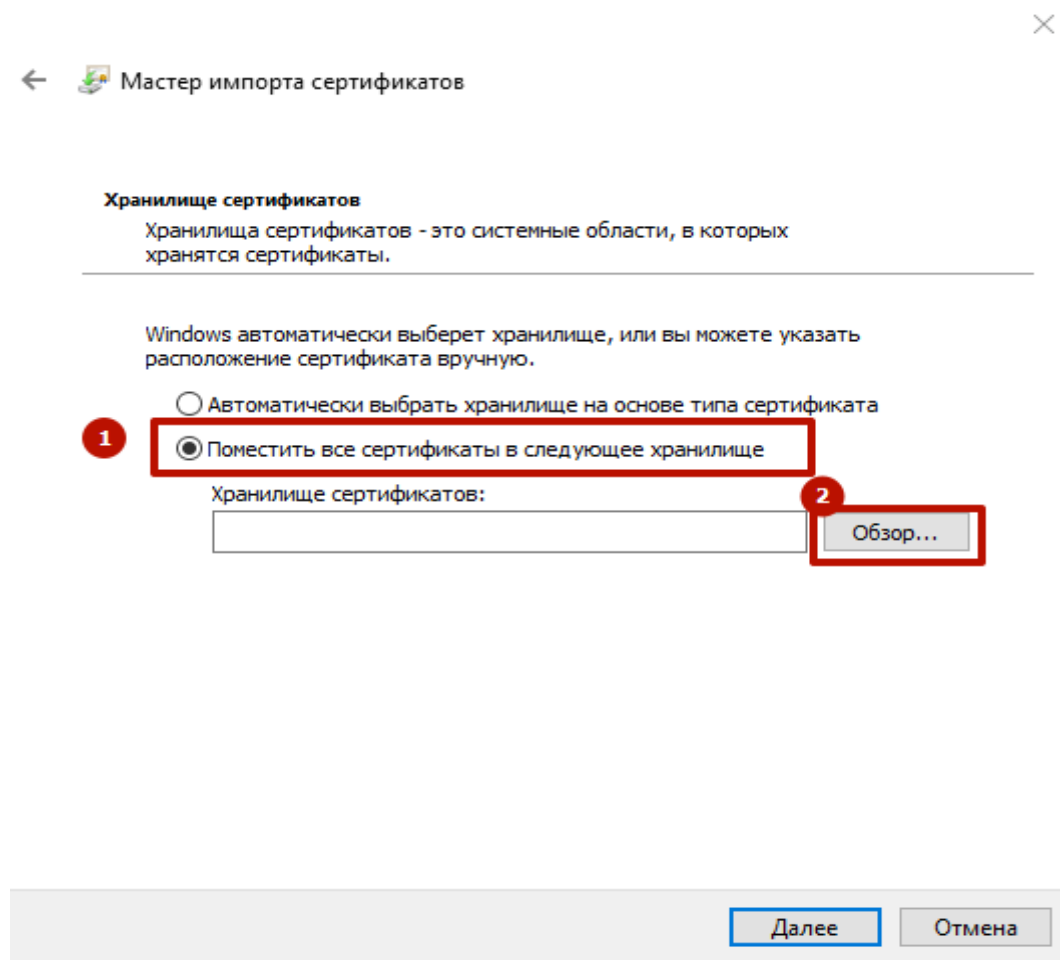 Мастер импорта сертификатов
Хранилище сертификатов
Хранилища сертификатов - это системные области, в которых
хранятся сертификаты.
Windows автоматически выберет хранилище, или вы можете указать
расположение сертификата вручную.
Автоматически выбрать хранилище на основе типа сертификата
1
Поместить все сертификаты в следующее хранилище
Хранилище сертификатов:
2
Обзор...
Далее
Отмена